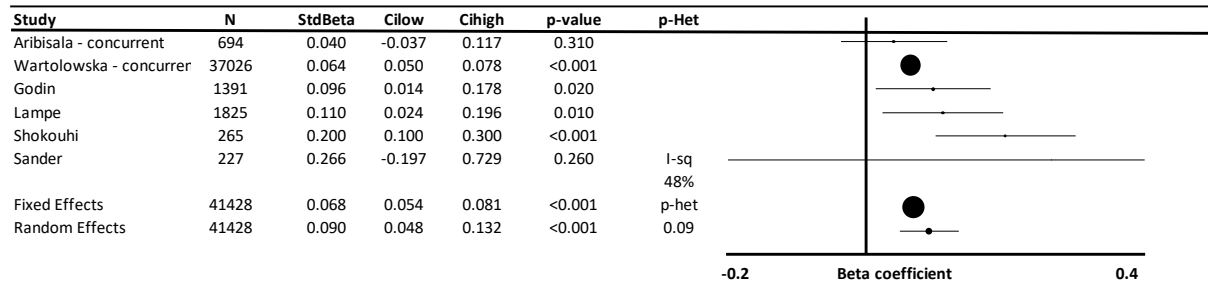 Study N StdBeta Cilow Cihigh p-value p-Het
Aribisala - concurrent 694 0.040 -0.037 0.117 0.310
Wartolowska - concurrer 37026 0.064 0.050 0.078 <0.001
Godin 1391 0.096 0.014 0.178 0.020
Lampe 1825 0.110 0.024 0.196 0.010
Shokouhi 265 0.200 0.100 0.300 <0.001
Sander 227 0.266 -0.197 0.729 0.260 I-sq
48%
Fixed Effects 41428 0.068 0.054 0.081 <0.001 p-het
Random Effects 41428 0.090 0.048 0.132 <0.001 0.09
-0.2 Beta coefficient 0.4